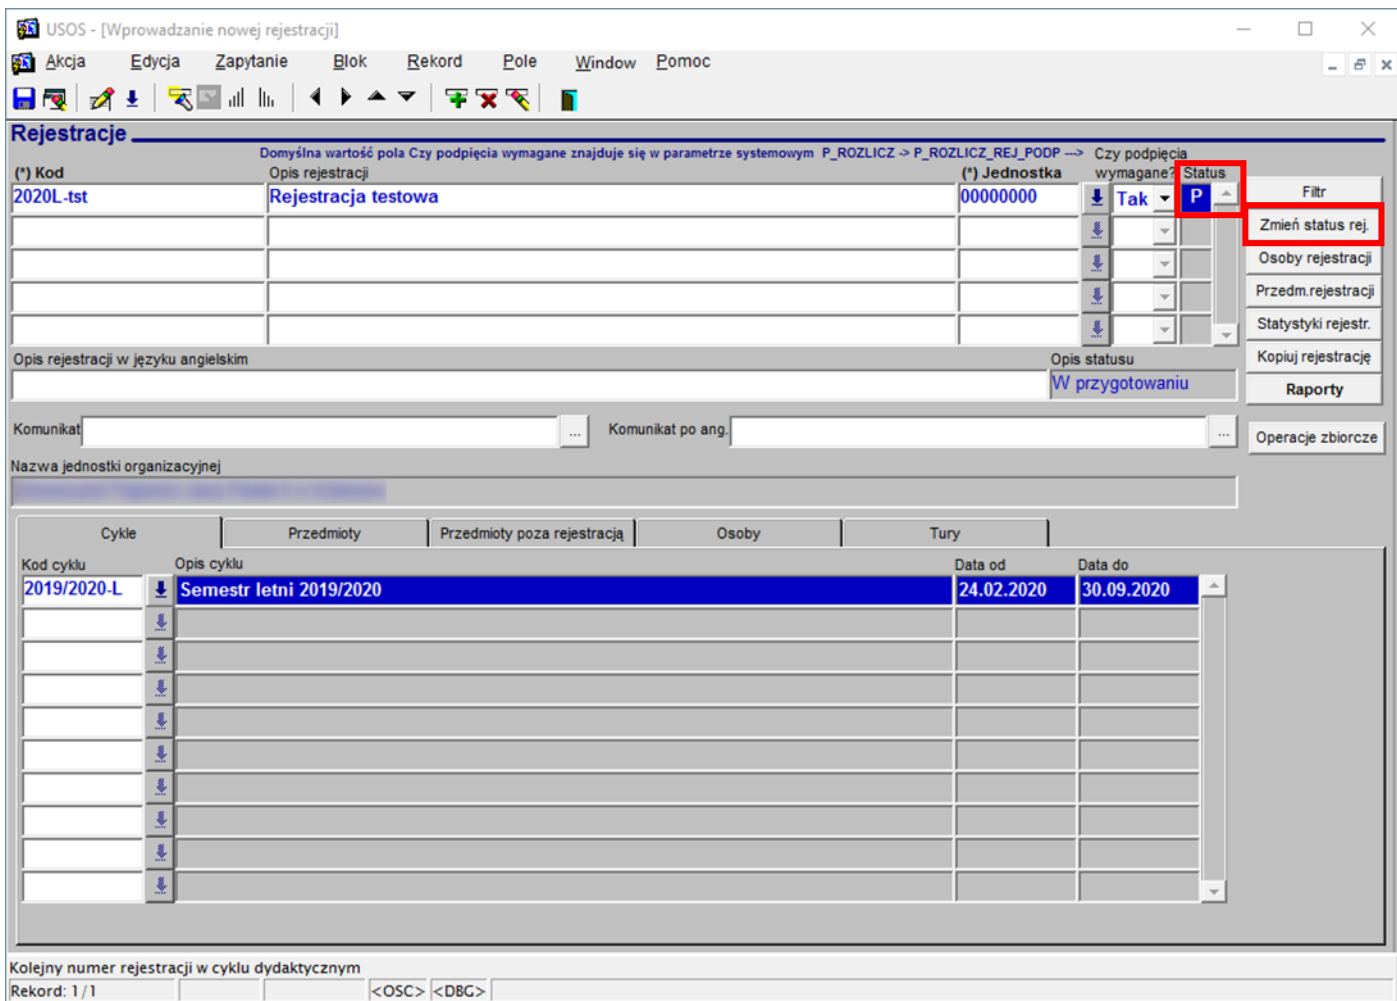 USOS - [Wprowadzanie nowej rejestracji]
Akcja Edycja Zapytanie Blok Rekord Pole Window Pomoc
Rejestracje
Domyślna wartość pola Czy podpięcia wymagane znajduje się w parametrze systemowym P_ROZLICZ -> P_ROZLICZ_REJ_PODP ---> Czy podpięcia
(*) Kod Opis rejestracji (*) Jednostka wymagane? Status
2020L-tst Rejestracja testowa 00000000 Tak P
Filtr
Zmień status rej.
Osoby rejestracji
Przedm.rejestracji
Statystyki rejestr.
Kopiuj rejestrację
Raporty
Operacje zbiorcze
Opis rejestracji w języku angielskim Opis statusu
W przygotowaniu
Komunikat ... Komunikat po ang. ...
Nazwa jednostki organizacyjnej
Cykle Przedmioty Przedmioty poza rejestracją Osoby Tury
Kod cyklu Opis cyklu Data od Data do
2019/2020-L Semestr letni 2019/2020 24.02.2020 30.09.2020
Kolejny numer rejestracji w cyklu dydaktycznym
Rekord: 1/1 <OSC> <DBG>